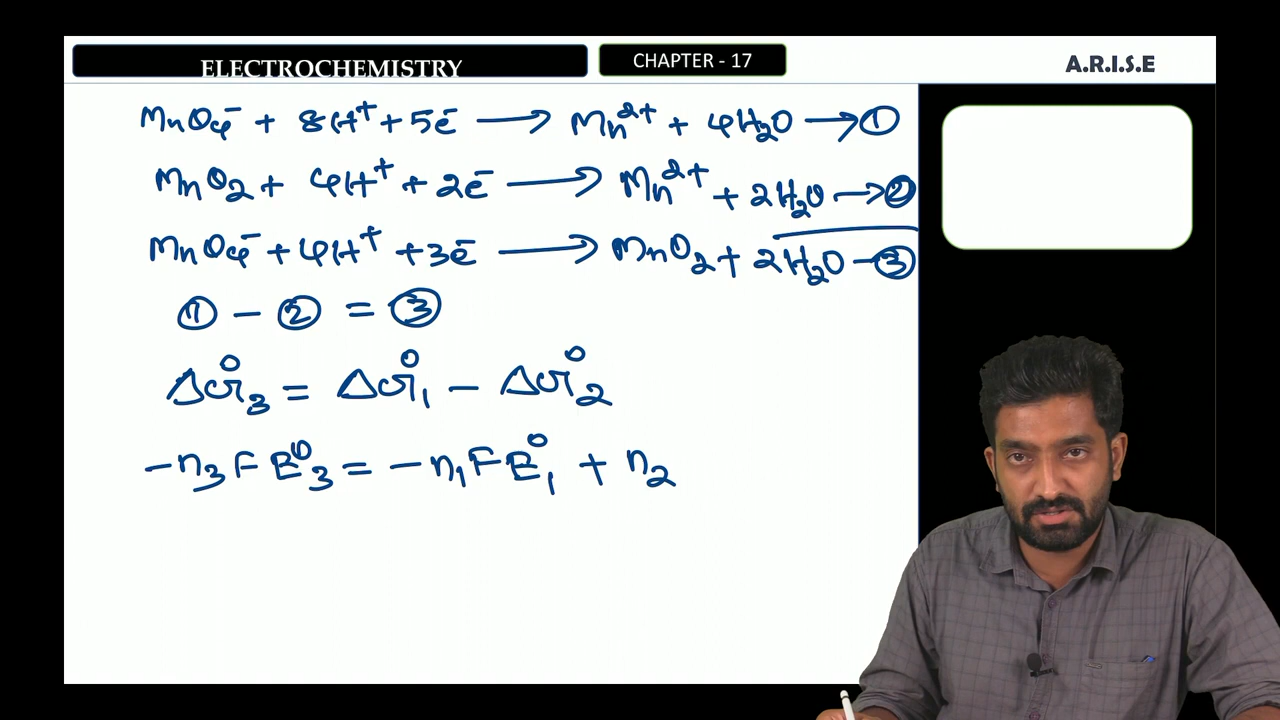 ELECTROCHEMISTRY
CHAPTER - 17
A.R.I.S.E
MnO₄⁻ + 8H⁺ + 5e⁻ ⟶ Mn²⁺ + 4H₂O → ①
MnO₂ + 4H⁺ + 2e⁻ ⟶ Mn²⁺ + 2H₂O → ②
MnO₄⁻ + 4H⁺ + 3e⁻ ⟶ MnO₂ + 2H₂O — ③
① − ② = ③
ΔG°₃ = ΔG°₁ − ΔG°₂
−n₃FE°₃ = −n₁FE°₁ + n₂